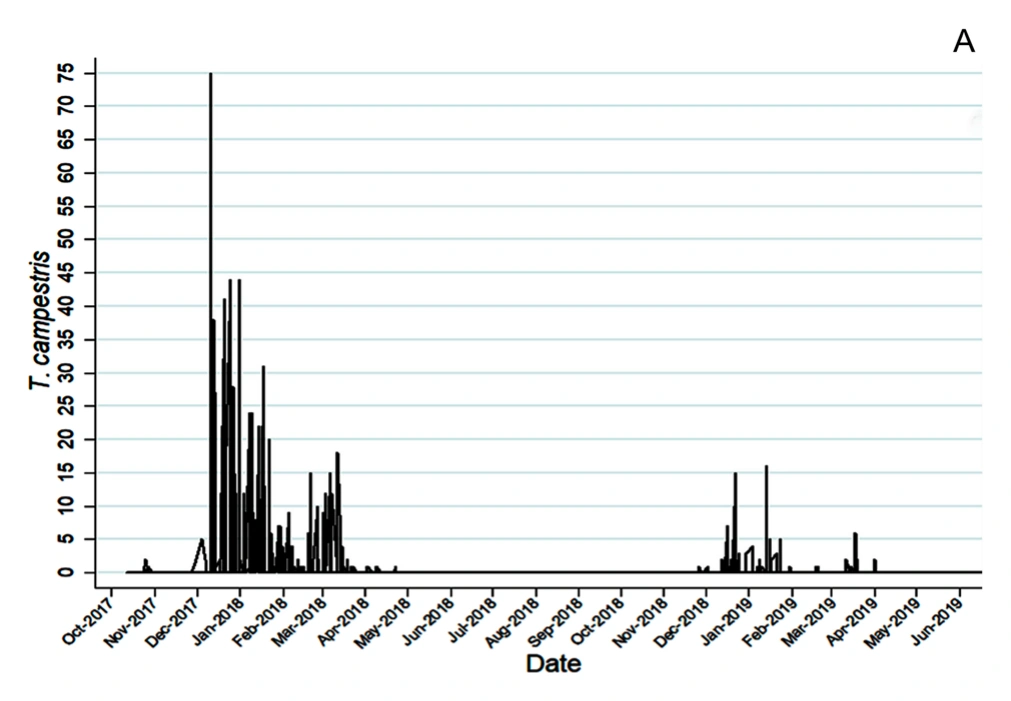 A
T. campestris
75
70
65
60
55
50
45
40
35
30
25
20
15
10
5
0
Oct-2017
Nov-2017
Dec-2017
Jan-2018
Feb-2018
Mar-2018
Apr-2018
May-2018
Jun-2018
Jul-2018
Aug-2018
Sep-2018
Oct-2018
Nov-2018
Dec-2018
Jan-2019
Feb-2019
Mar-2019
Apr-2019
May-2019
Jun-2019
Date